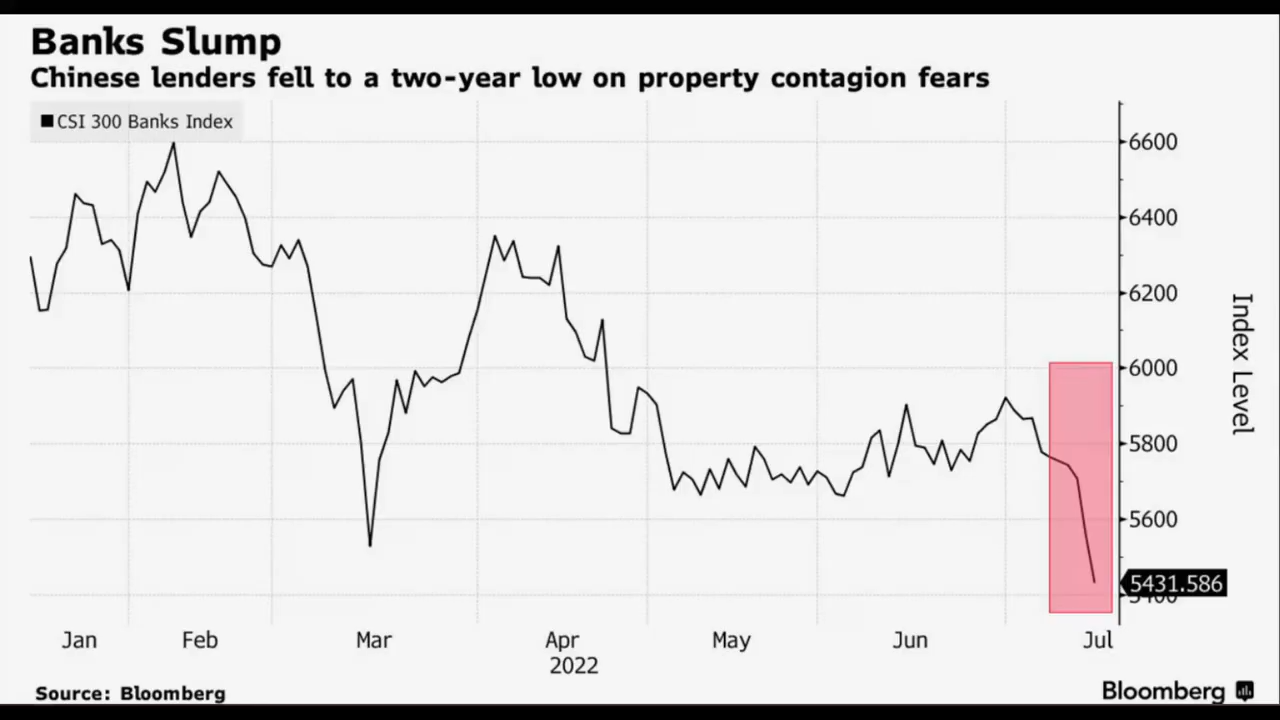 Banks Slump
Chinese lenders fell to a two-year low on property contagion fears
CSI 300 Banks Index
6600
6400
6200
6000
5800
5600
5431.586
5400
Index Level
Jan Feb Mar Apr May Jun Jul
2022
Source: Bloomberg
Bloomberg